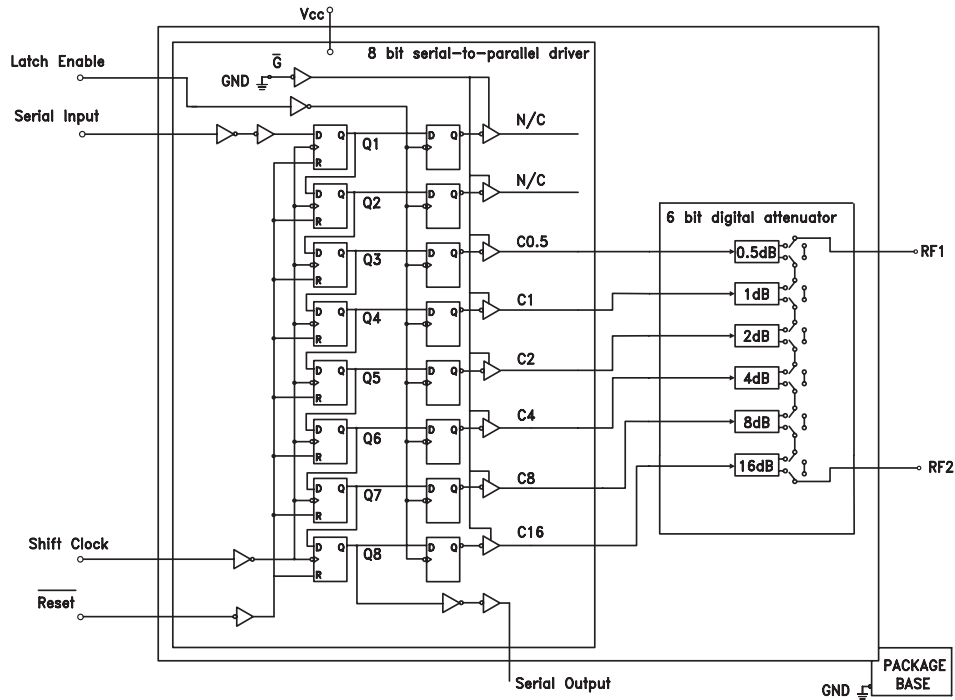 Vcc
8 bit serial-to-parallel driver
Latch Enable
G
GND
Serial Input
N/C
D Q
D Q
Q1
R
N/C
D Q
D Q
Q2
R
6 bit digital attenuator
C0.5
D Q
D Q
Q3
R
0.5dB
RF1
C1
D Q
D Q
Q4
R
1dB
C2
D Q
D Q
Q5
R
2dB
C4
D Q
D Q
Q6
R
4dB
C8
D Q
D Q
Q7
R
8dB
C16
D Q
D Q
Q8
R
16dB
RF2
Shift Clock
Reset
Serial Output
GND
PACKAGE
BASE